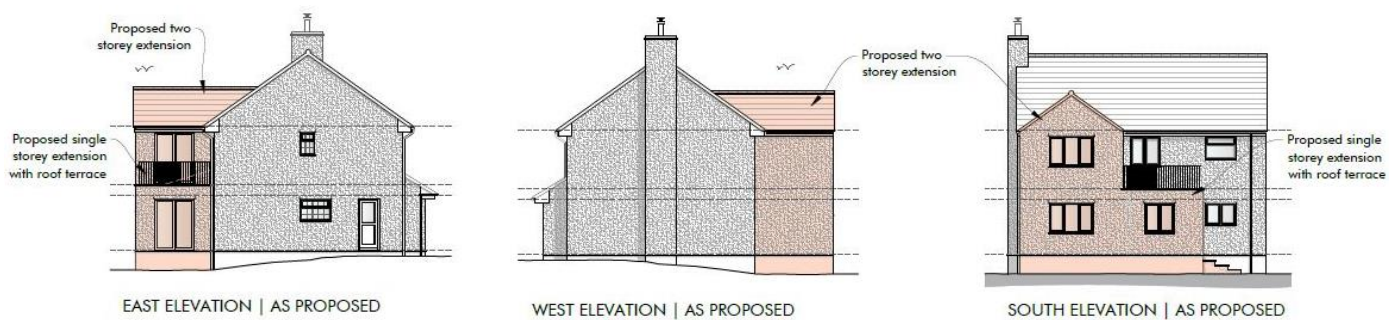 Proposed two
storey extension
Proposed single
storey extension
with roof terrace
EAST ELEVATION | AS PROPOSED
Proposed two
storey extension
WEST ELEVATION | AS PROPOSED
Proposed single
storey extension
with roof terrace
SOUTH ELEVATION | AS PROPOSED